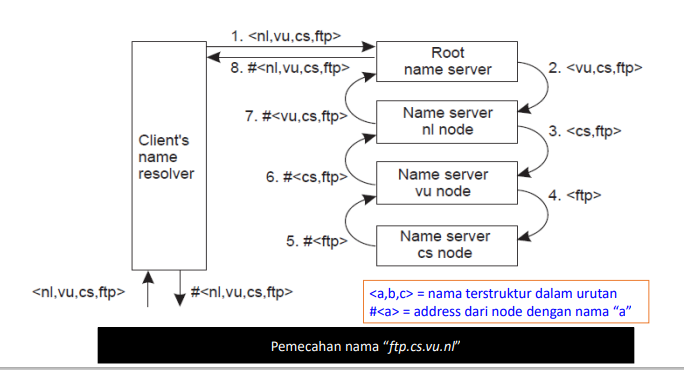 1. <nl,vu,cs,ftp>
Root
name server
8. #<nl,vu,cs,ftp>
2. <vu,cs,ftp>
7. #<vu,cs,ftp>
Name server
nl node
3. <cs,ftp>
Client's
name
resolver
6. #<cs,ftp>
Name server
vu node
4. <ftp>
5. #<ftp>
Name server
cs node
<nl,vu,cs,ftp>
#<nl,vu,cs,ftp>
<a,b,c> = nama terstruktur dalam urutan
#<a> = address dari node dengan nama “a”
Pemecahan nama “ftp.cs.vu.nl”